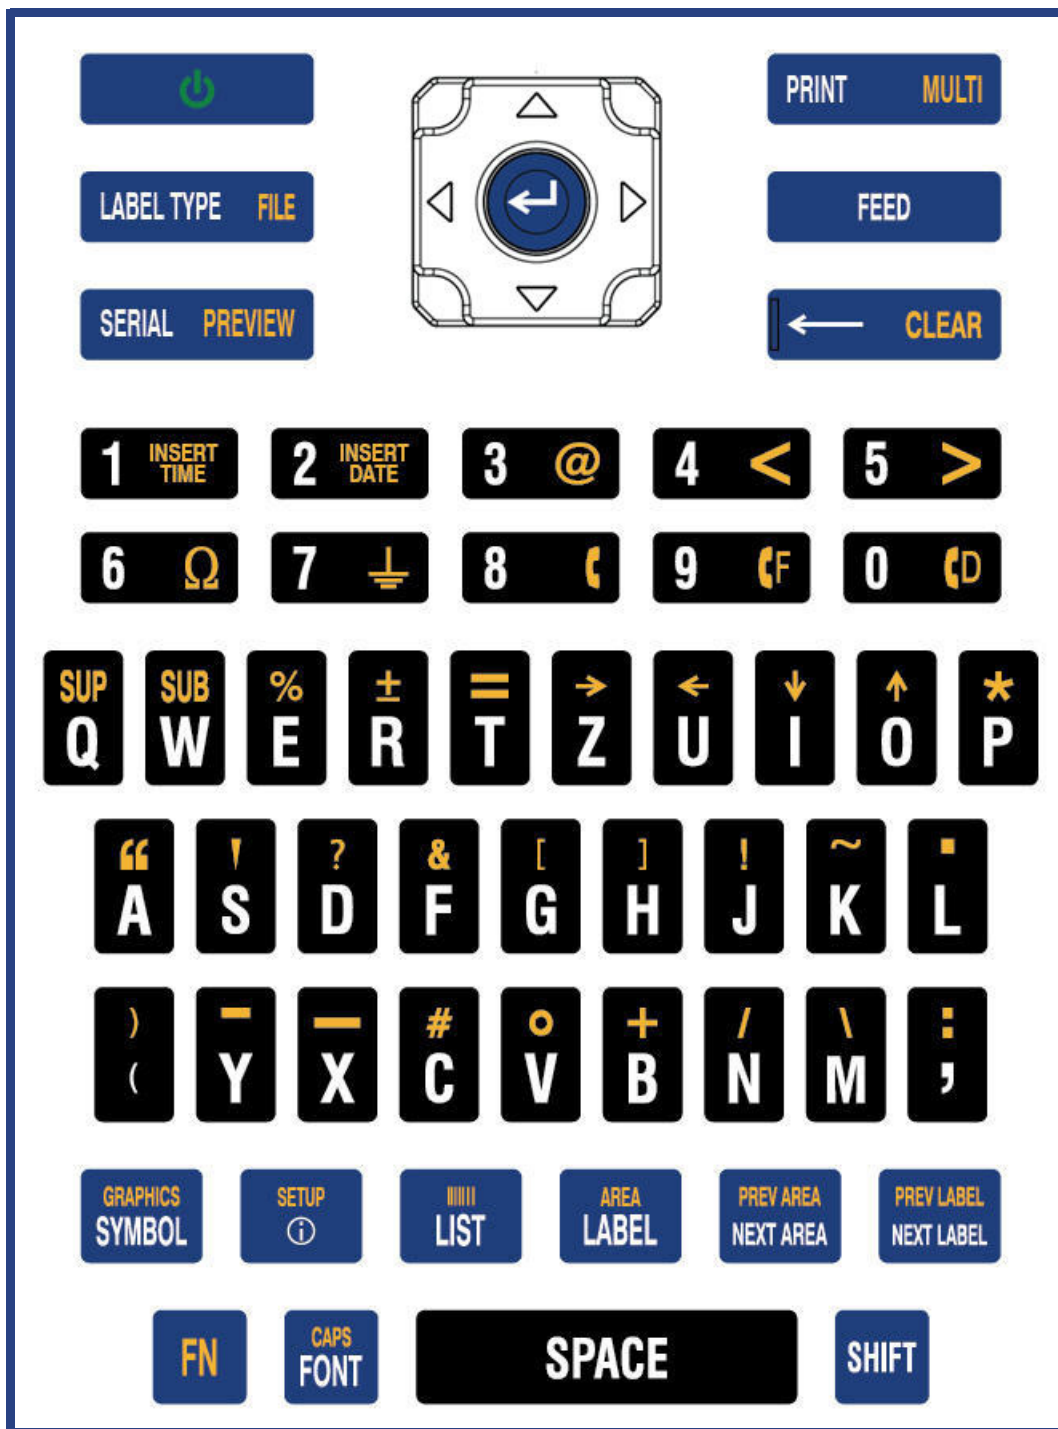 PRINT MULTI
LABEL TYPE FILE
FEED
SERIAL PREVIEW
← CLEAR
1 INSERT TIME 2 INSERT DATE 3 @ 4 < 5 >
6 Ω 7 ⏚ 8 9 F 0 D
SUP SUB % ± = → ← ↓ ↑ *
Q W E R T Z U I O P
“ ' ? & [ ] ! ~ .
A S D F G H J K L
) - — # ° + / \ :
( Y X C V B N M ,
GRAPHICS SETUP AREA PREV AREA PREV LABEL
SYMBOL ⓘ LIST LABEL NEXT AREA NEXT LABEL
CAPS
FN FONT SPACE SHIFT